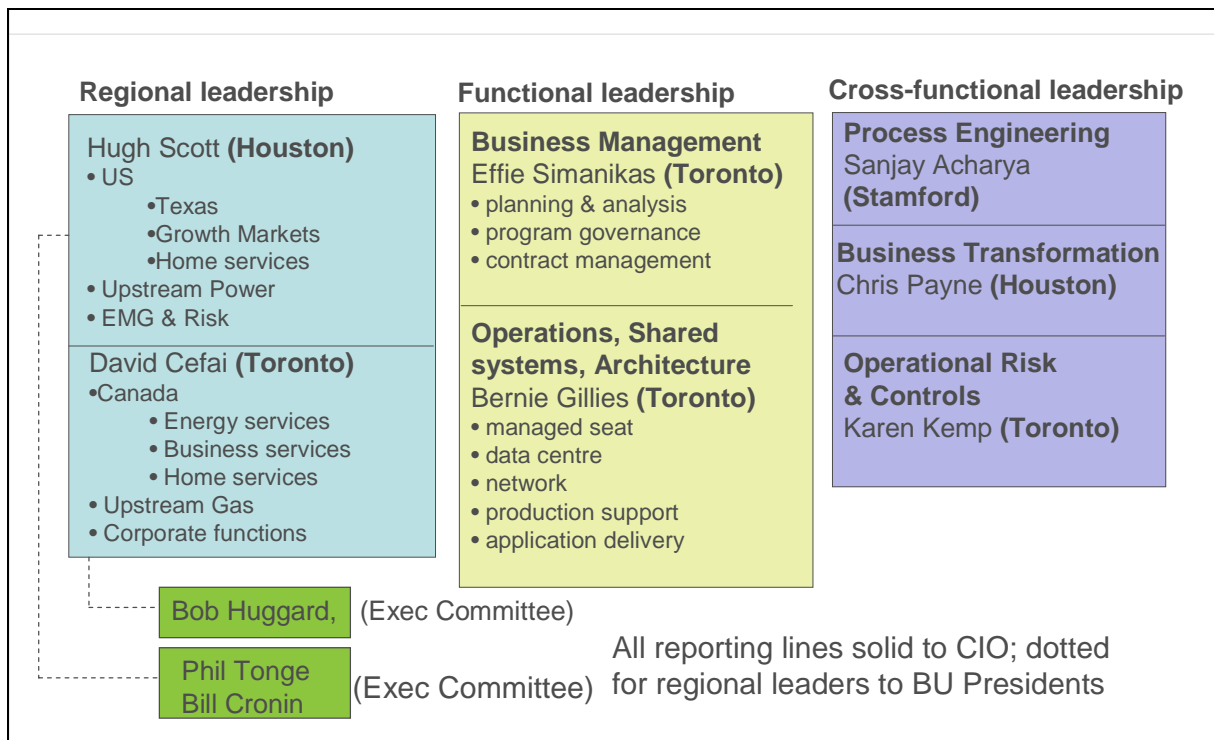 Regional leadership
Hugh Scott (Houston)
• US
•Texas
•Growth Markets
•Home services
• Upstream Power
• EMG & Risk
David Cefai (Toronto)
•Canada
• Energy services
• Business services
• Home services
• Upstream Gas
• Corporate functions
Functional leadership
Business Management
Effie Simanikas (Toronto)
• planning & analysis
• program governance
• contract management
Operations, Shared
systems, Architecture
Bernie Gillies (Toronto)
• managed seat
• data centre
• network
• production support
• application delivery
Cross-functional leadership
Process Engineering
Sanjay Acharya
(Stamford)
Business Transformation
Chris Payne (Houston)
Operational Risk
& Controls
Karen Kemp (Toronto)
Bob Huggard, (Exec Committee)
Phil Tonge
Bill Cronin
(Exec Committee)
All reporting lines solid to CIO; dotted
for regional leaders to BU Presidents